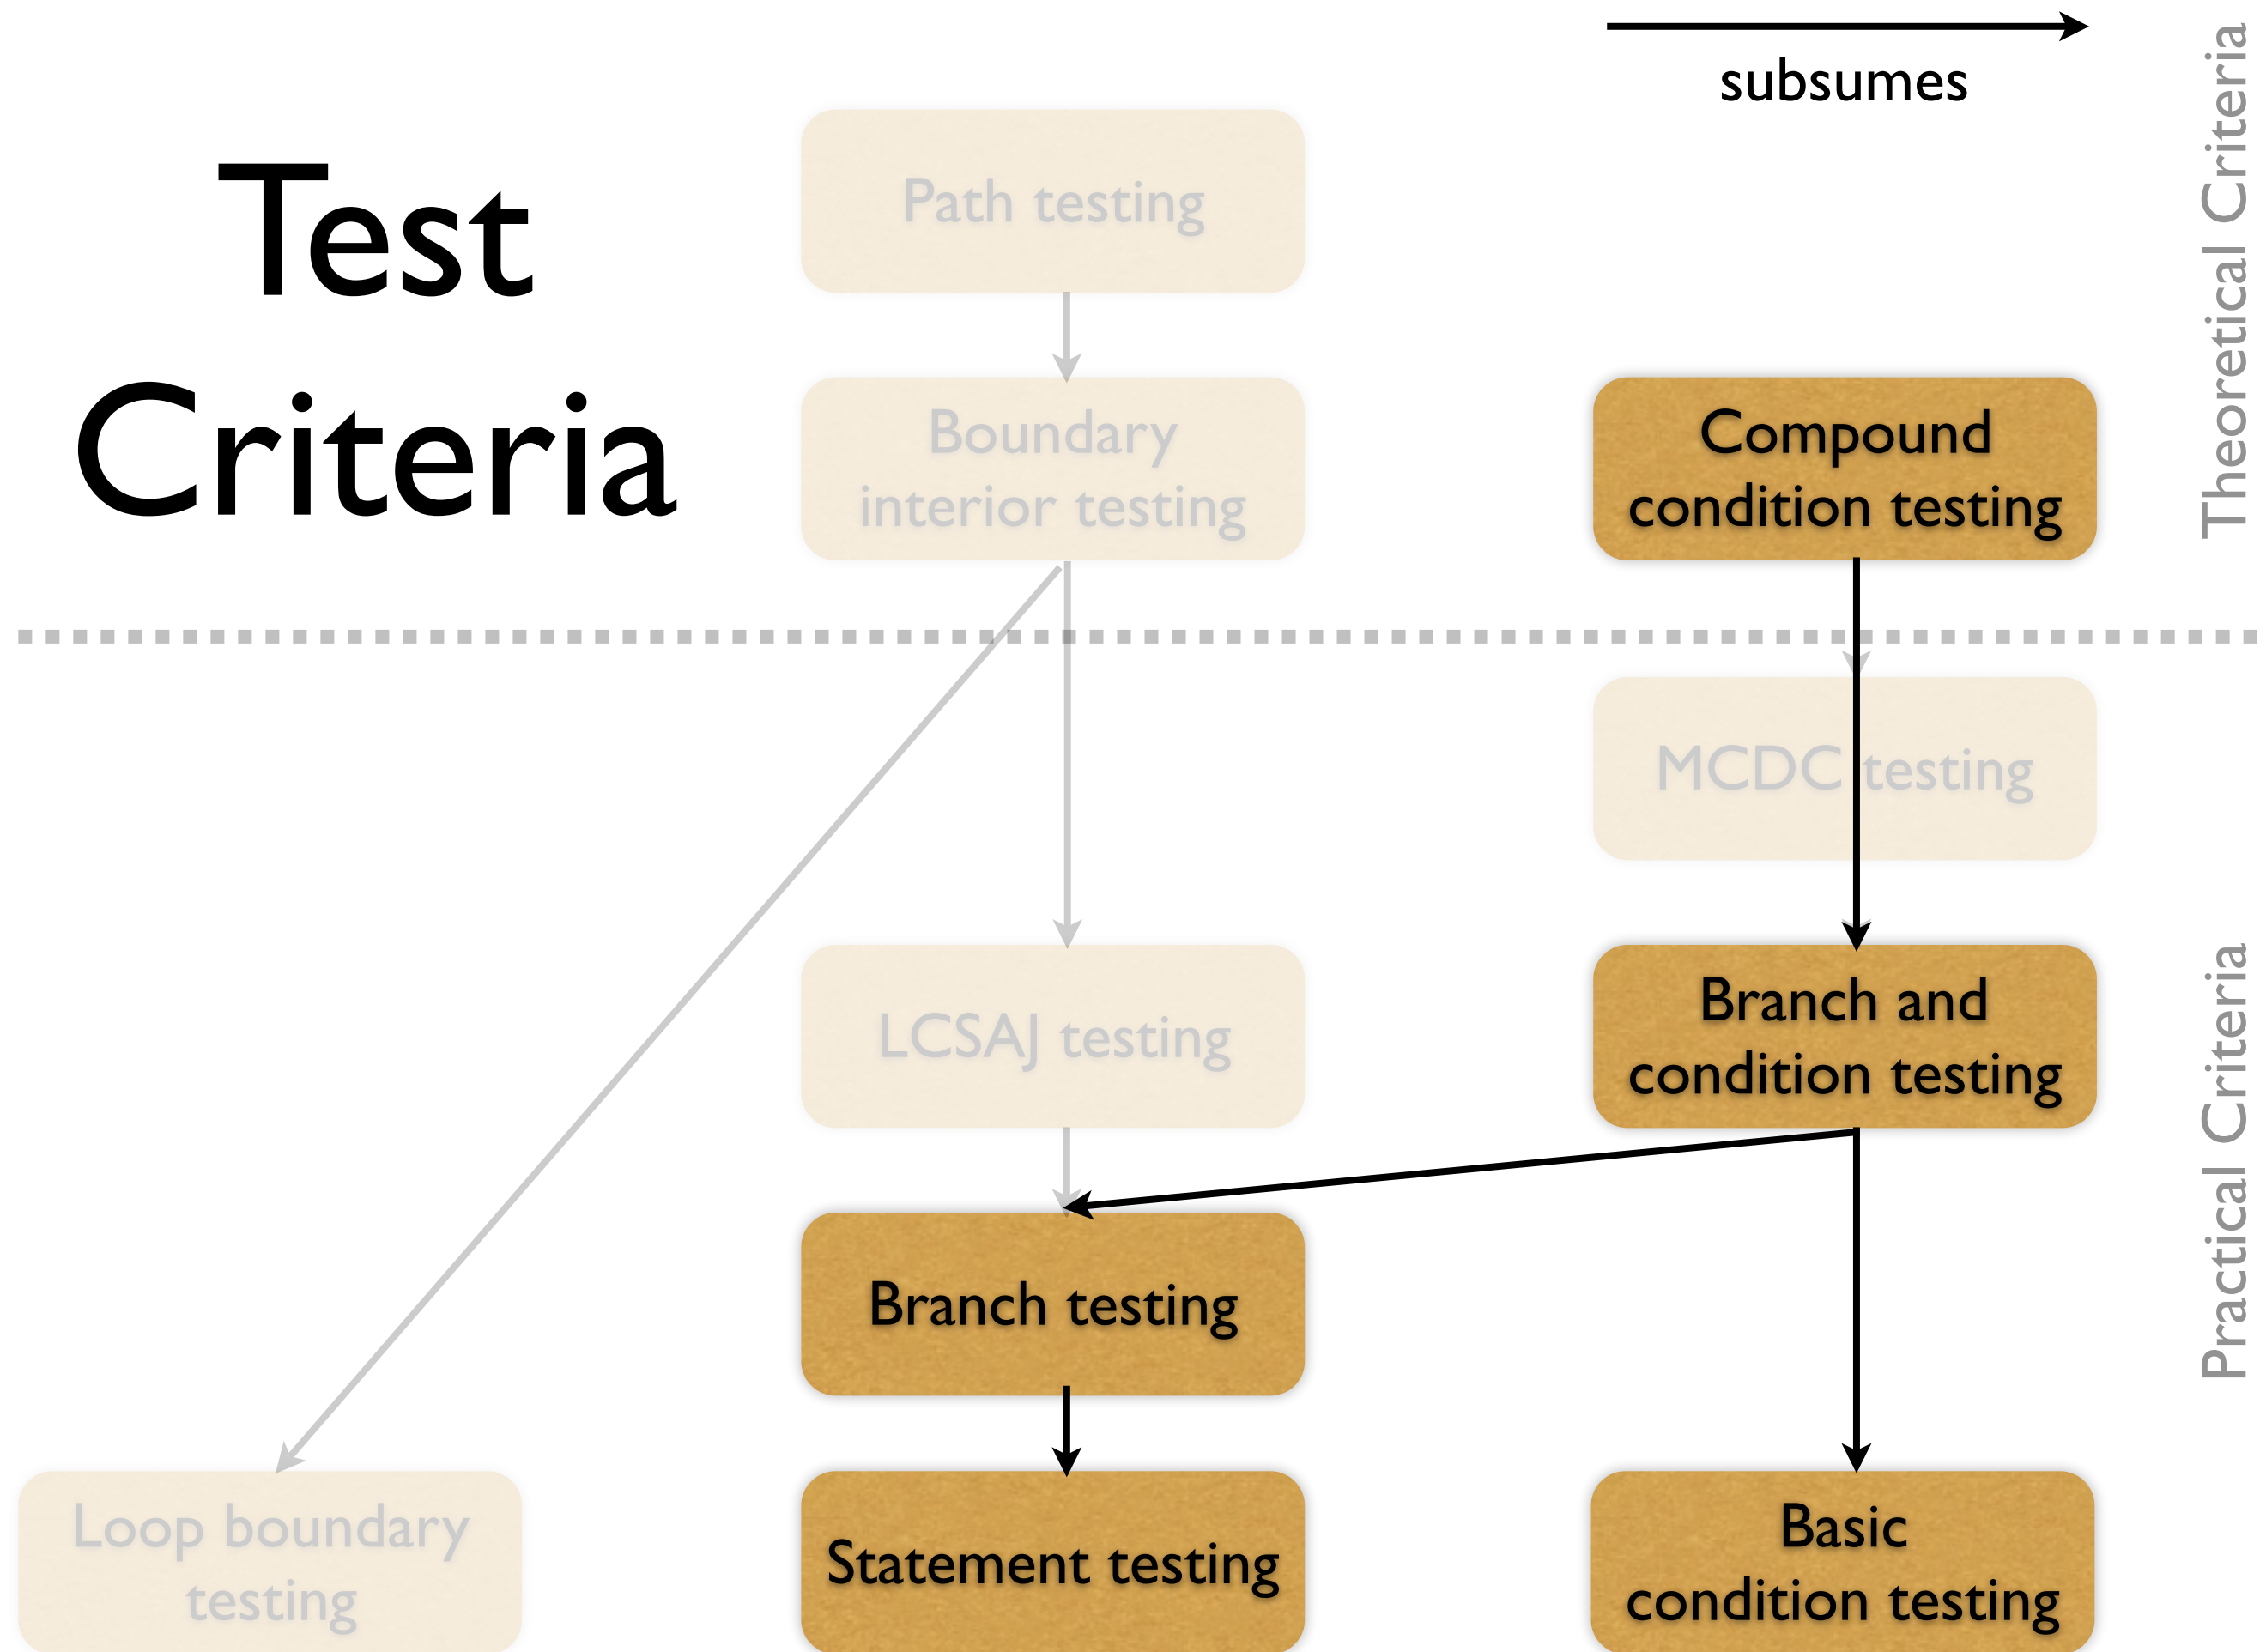 subsumes
Test
Criteria
Path testing
Boundary
interior testing
Compound
condition testing
Theoretical Criteria
MCDC testing
LCSAJ testing
Branch and
condition testing
Practical Criteria
Branch testing
Loop boundary
testing
Statement testing
Basic
condition testing